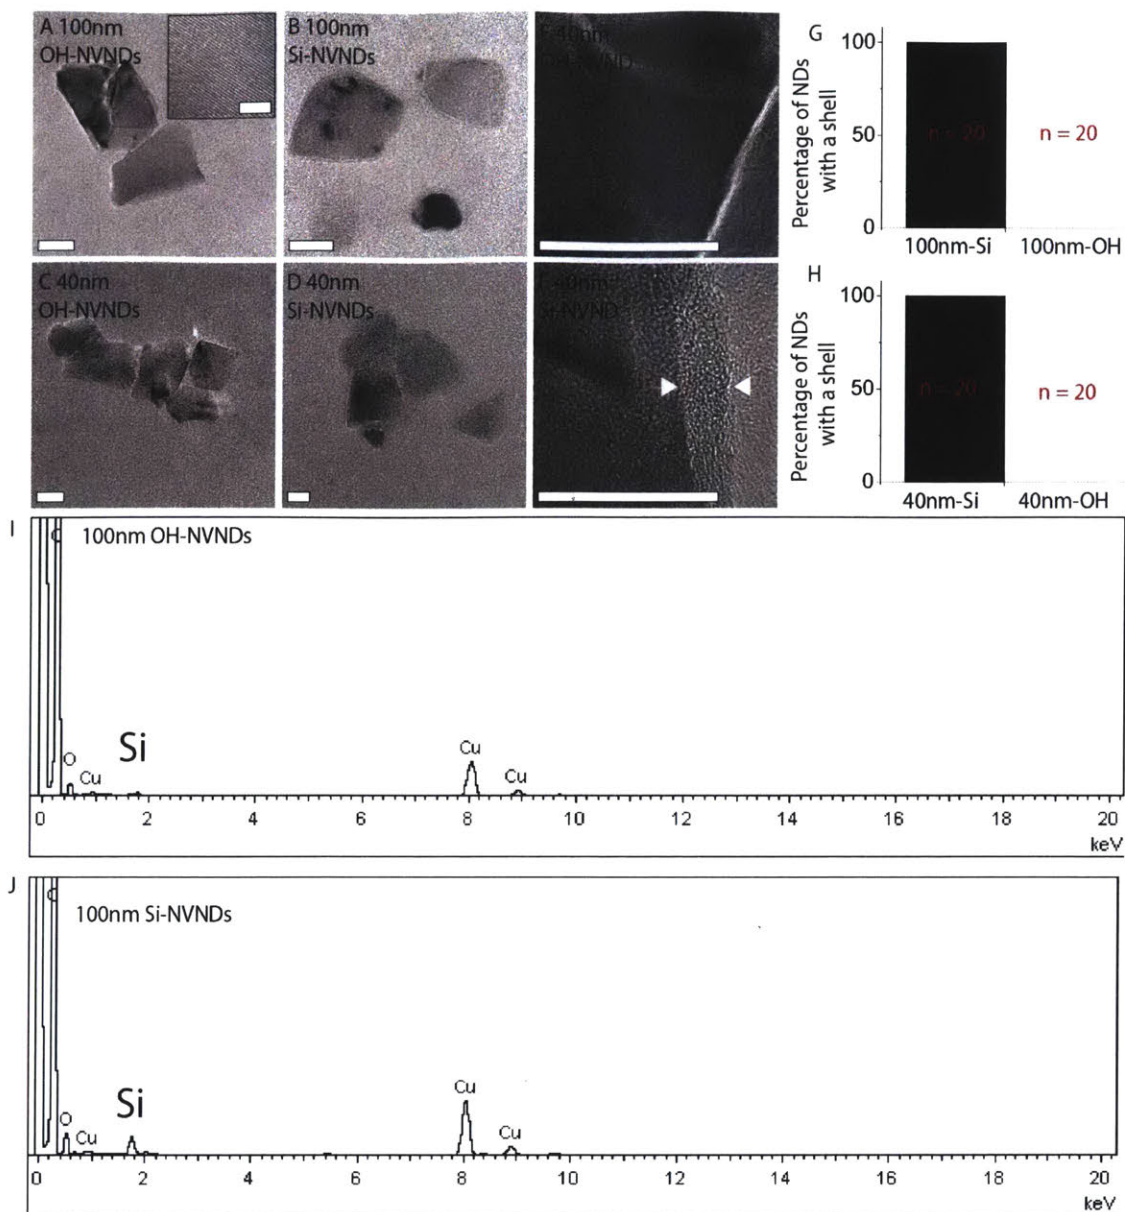 A 100nm
OH-NVNDs
B 100nm
Si-NVNDs
40nm
G
Percentage of NDs
with a shell
100
50
0
n = 20
n = 20
100nm-Si
100nm-OH
C 40nm
OH-NVNDs
D 40nm
Si-NVNDs
40nm
Si-NVND
H
Percentage of NDs
with a shell
100
50
0
n = 20
n = 20
40nm-Si
40nm-OH
I
C
100nm OH-NVNDs
O
Cu
Si
Cu
Cu
0 2 4 6 8 10 12 14 16 18 20
keV
J
C
100nm Si-NVNDs
O
Cu
Si
Cu
Cu
0 2 4 6 8 10 12 14 16 18 20
keV